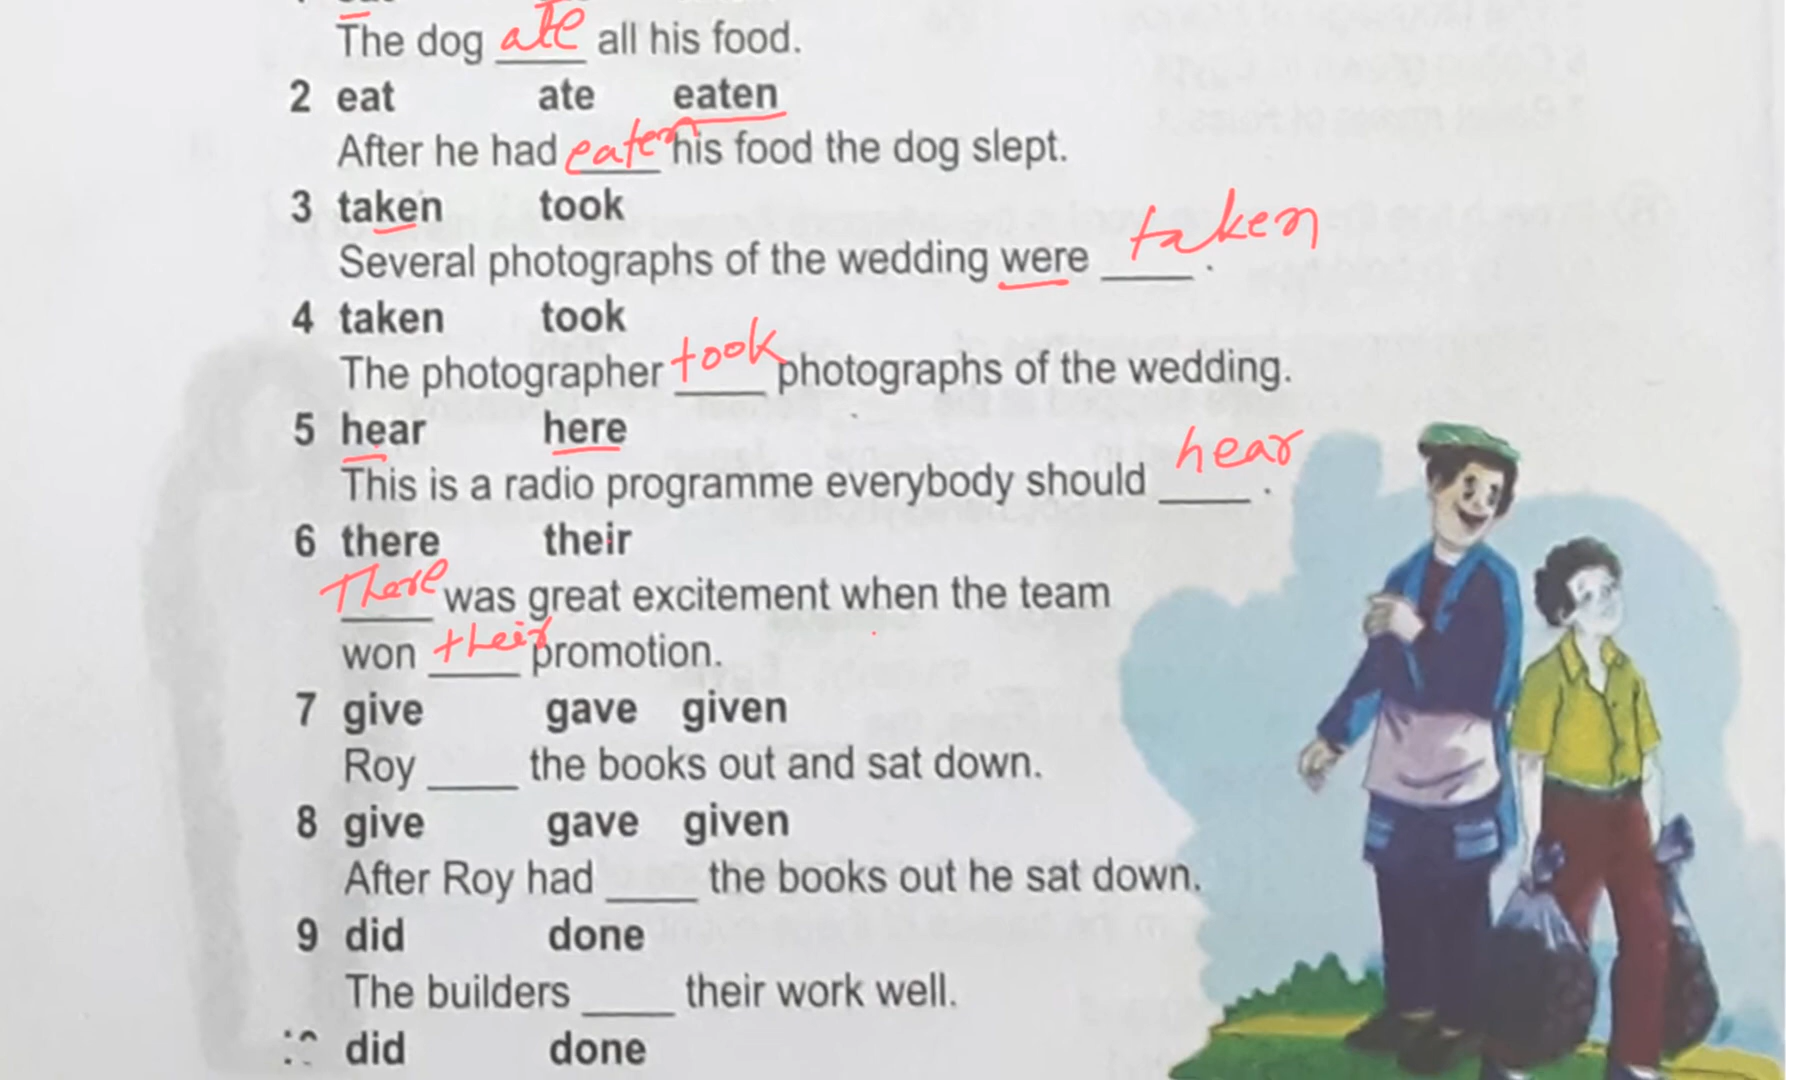 The dog ate all his food.
2 eat ate eaten
After he had eaten his food the dog slept.
3 taken took
Several photographs of the wedding were taken.
4 taken took
The photographer took photographs of the wedding.
5 hear here
This is a radio programme everybody should hear.
6 there their
There was great excitement when the team
won their promotion.
7 give gave given
Roy ____ the books out and sat down.
8 give gave given
After Roy had ____ the books out he sat down.
9 did done
The builders ____ their work well.
did done